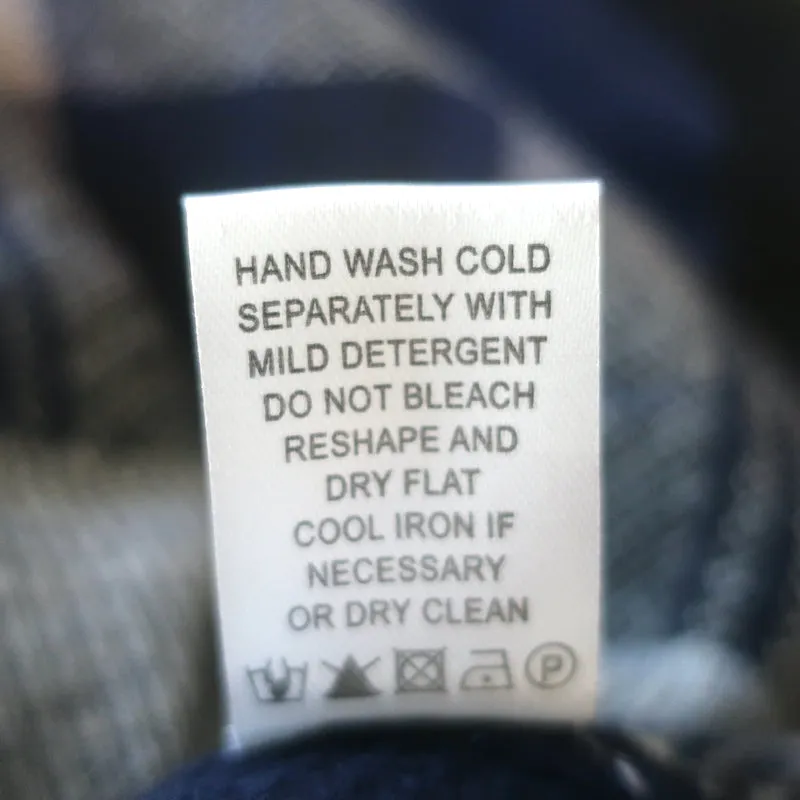 HAND WASH COLD
SEPARATELY WITH
MILD DETERGENT
DO NOT BLEACH
RESHAPE AND
DRY FLAT
COOL IRON IF
NECESSARY
OR DRY CLEAN
P